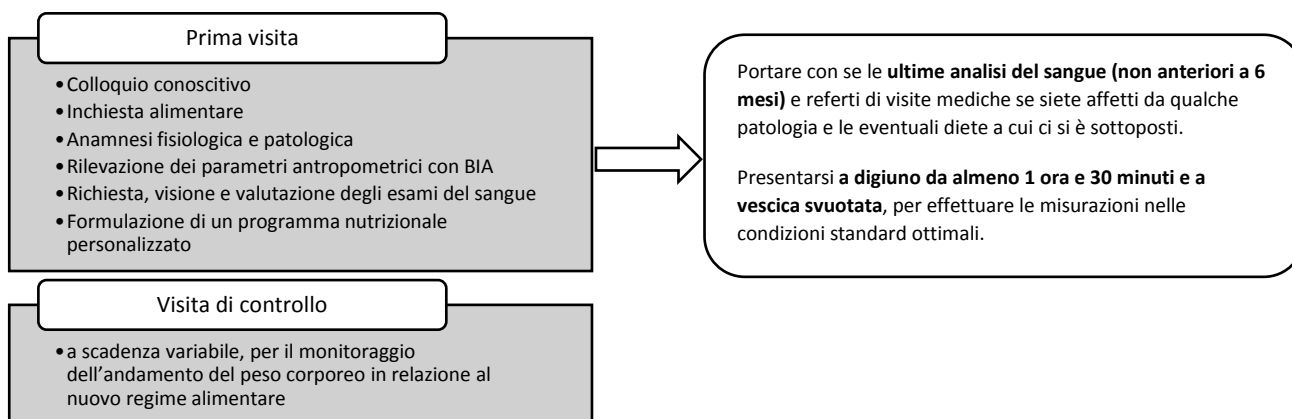 Prima visita
•Colloquio conoscitivo
•Inchiesta alimentare
•Anamnesi fisiologica e patologica
•Rilevazione dei parametri antropometrici con BIA
•Richiesta, visione e valutazione degli esami del sangue
•Formulazione di un programma nutrizionale
personalizzato
Portare con se le ultime analisi del sangue (non anteriori a 6
mesi) e referti di visite mediche se siete affetti da qualche
patologia e le eventuali diete a cui ci si è sottoposti.
Presentarsi a digiuno da almeno 1 ora e 30 minuti e a
vescica svuotata, per effettuare le misurazioni nelle
condizioni standard ottimali.
Visita di controllo
•a scadenza variabile, per il monitoraggio
dell’andamento del peso corporeo in relazione al
nuovo regime alimentare